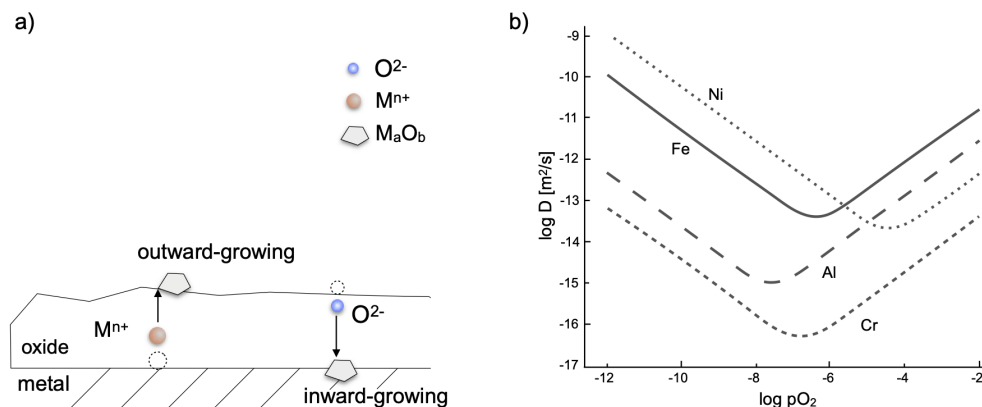 a)
O²⁻
Mⁿ⁺
MₐO_b
outward-growing
Mⁿ⁺
O²⁻
oxide
metal
inward-growing
b)
log D [m²/s]
-9
-10
-11
-12
-13
-14
-15
-16
-17
Ni
Fe
Al
Cr
-12 -10 -8 -6 -4 -2
log pO₂